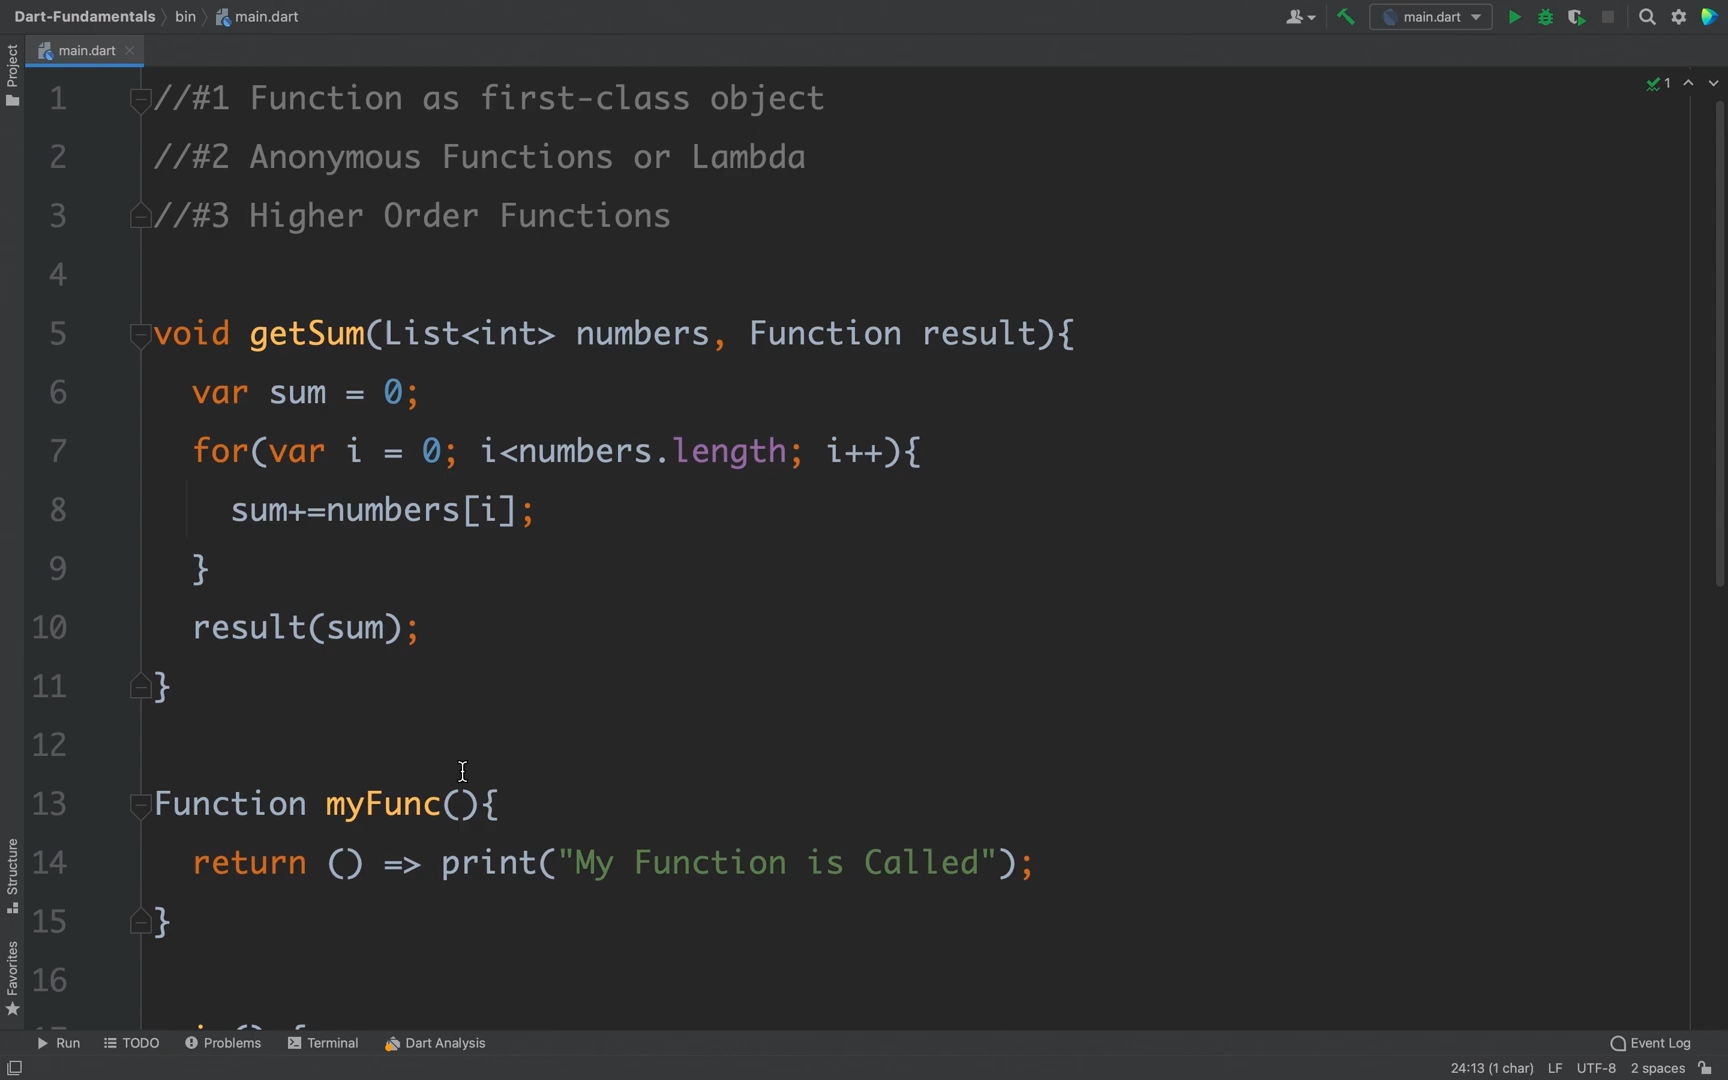 Dart-Fundamentals bin main.dart
main.dart
main.dart
Project
1 //#1 Function as first-class object
1
2 //#2 Anonymous Functions or Lambda
3 //#3 Higher Order Functions
4
5 void getSum(List<int> numbers, Function result){
6 var sum = 0;
7 for(var i = 0; i<numbers.length; i++){
8 sum+=numbers[i];
9 }
10 result(sum);
11 }
12
13 Function myFunc(){
14 return () => print("My Function is Called");
15 }
16
Structure
Favorites
Run TODO Problems Terminal Dart Analysis Event Log
24:13 (1 char) LF UTF-8 2 spaces